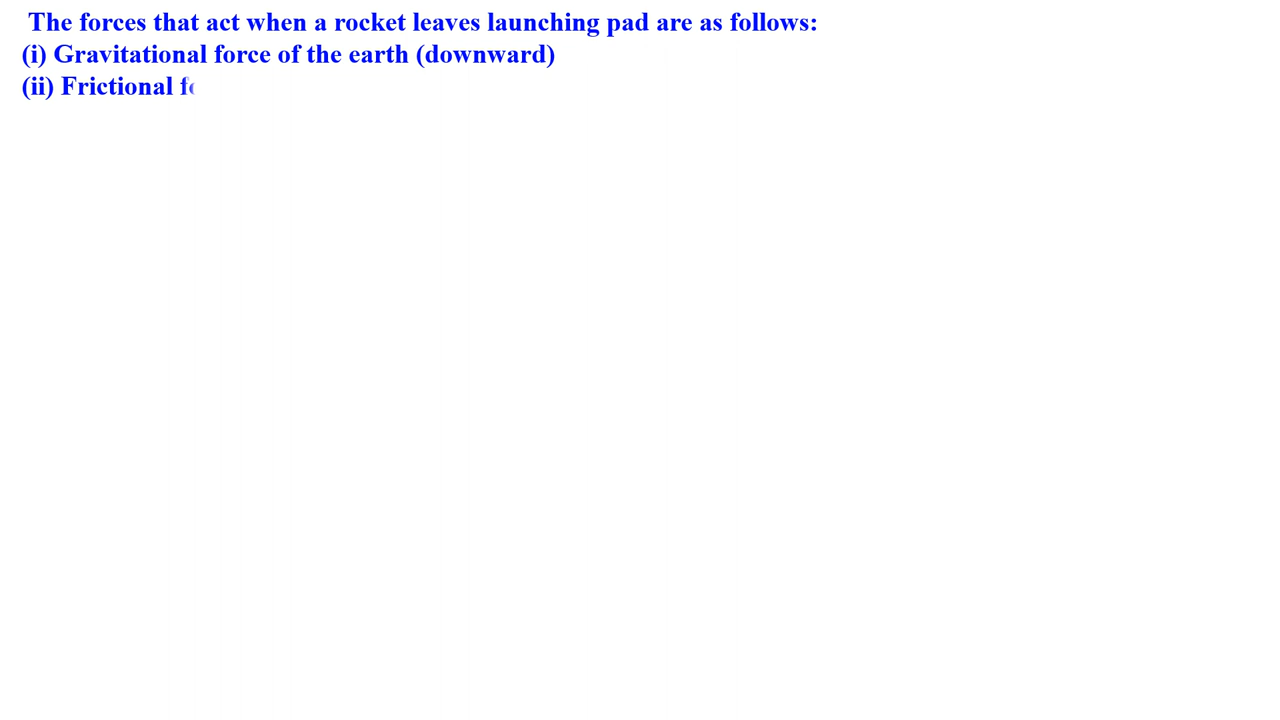 The forces that act when a rocket leaves launching pad are as follows:
(i) Gravitational force of the earth (downward)
(ii) Frictional